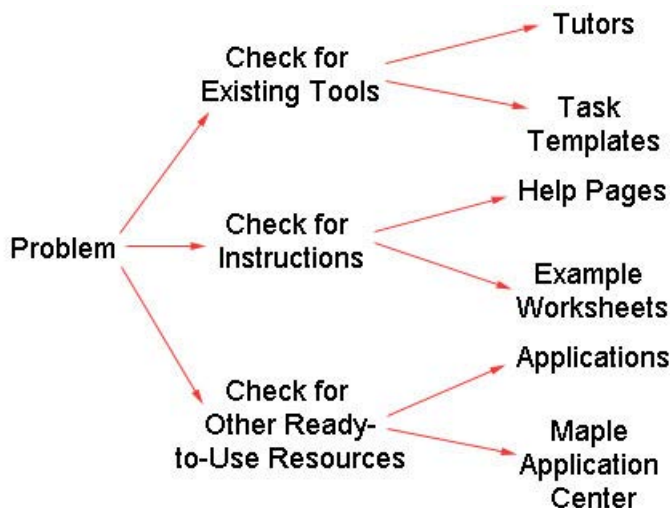 Problem
Check for
Existing Tools
Tutors
Task
Templates
Check for
Instructions
Help Pages
Example
Worksheets
Check for
Other Ready-
to-Use Resources
Applications
Maple
Application
Center